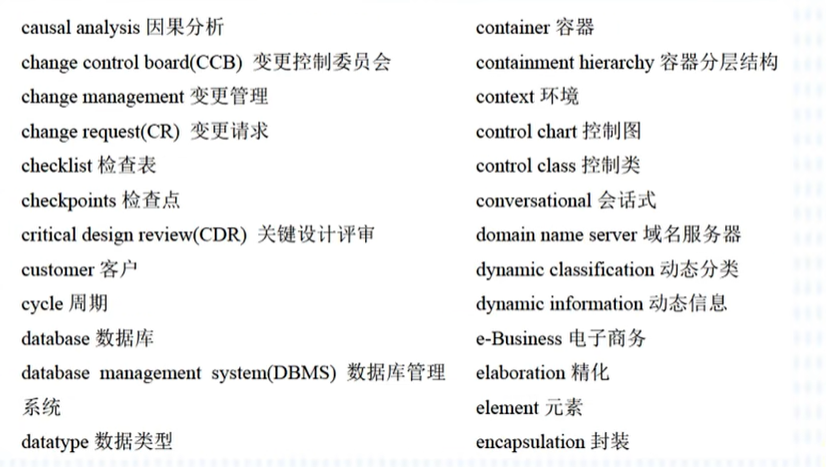 causal analysis 因果分析
change control board(CCB) 变更控制委员会
change management 变更管理
change request(CR) 变更请求
checklist 检查表
checkpoints 检查点
critical design review(CDR) 关键设计评审
customer 客户
cycle 周期
database 数据库
database management system(DBMS) 数据库管理
系统
datatype 数据类型
container 容器
containment hierarchy 容器分层结构
context 环境
control chart 控制图
control class 控制类
conversational 会话式
domain name server 域名服务器
dynamic classification 动态分类
dynamic information 动态信息
e-Business 电子商务
elaboration 精化
element 元素
encapsulation 封装